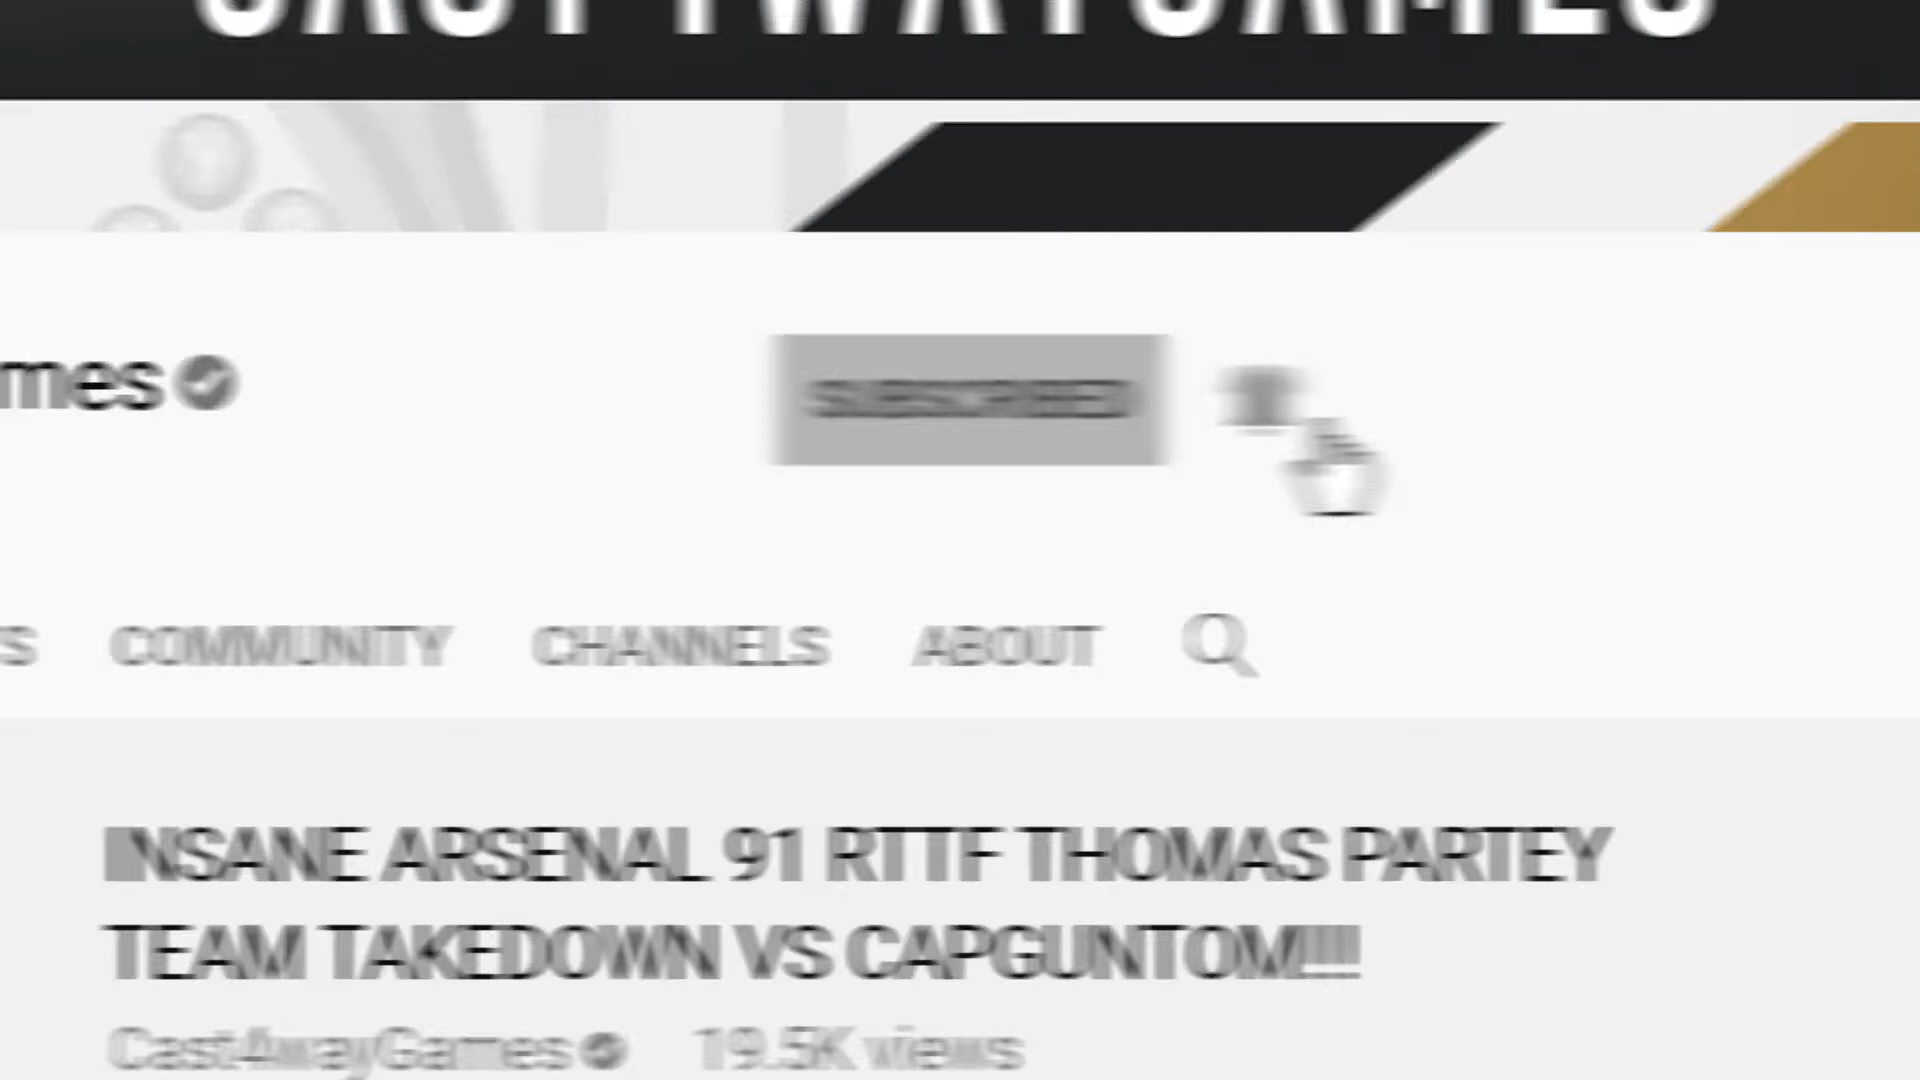 CASTAWAYGAMES
mes
SUBSCRIBED
S COMMUNITY CHANNELS ABOUT
INSANE ARSENAL 91 RTTF THOMAS PARTEY
TEAM TAKEDOWN VS CAPGUNTOM!!!
CastAwayGames 19.5K views